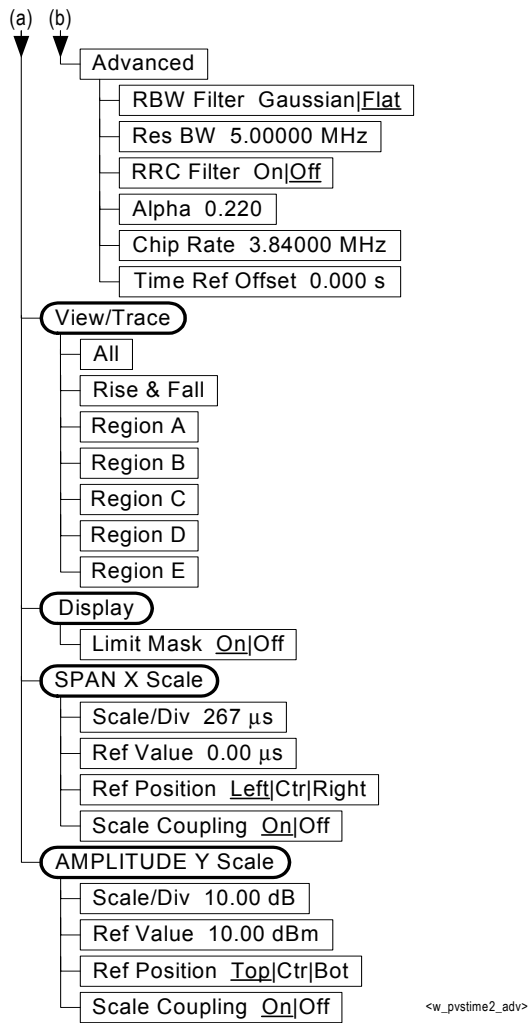 (a) (b)
Advanced
RBW Filter Gaussian|Flat
Res BW 5.00000 MHz
RRC Filter On|Off
Alpha 0.220
Chip Rate 3.84000 MHz
Time Ref Offset 0.000 s
View/Trace
All
Rise & Fall
Region A
Region B
Region C
Region D
Region E
Display
Limit Mask On|Off
SPAN X Scale
Scale/Div 267 μs
Ref Value 0.00 μs
Ref Position Left|Ctr|Right
Scale Coupling On|Off
AMPLITUDE Y Scale
Scale/Div 10.00 dB
Ref Value 10.00 dBm
Ref Position Top|Ctr|Bot
Scale Coupling On|Off
<w_pvstime2_adv>